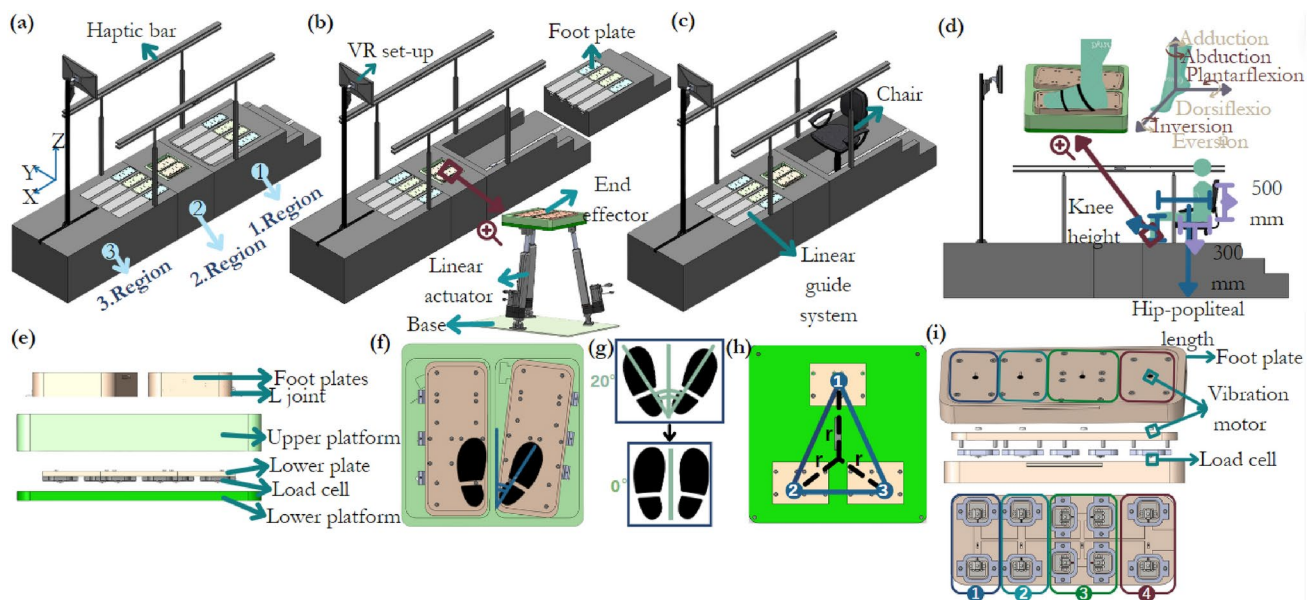 (a)
Haptic bar
Z
Y
X
1
2
3
1.Region
2.Region
3.Region
(b)
VR set-up
Foot plate
End
effector
Linear
actuator
Base
(c)
Chair
Linear
guide
system
(d)
Adduction
Abduction
Plantarflexion
Dorsiflexio
n
Inversion
Eversion
Knee
height
500
mm
300
mm
Hip-popliteal
length
(e)
Foot plates
L joint
Upper platform
Lower plate
Load cell
Lower platform
(f)
(g)
20°
0°
(h)
1
r
r
r
2
3
(i)
Foot plate
Vibration
motor
Load cell
1
2
3
4